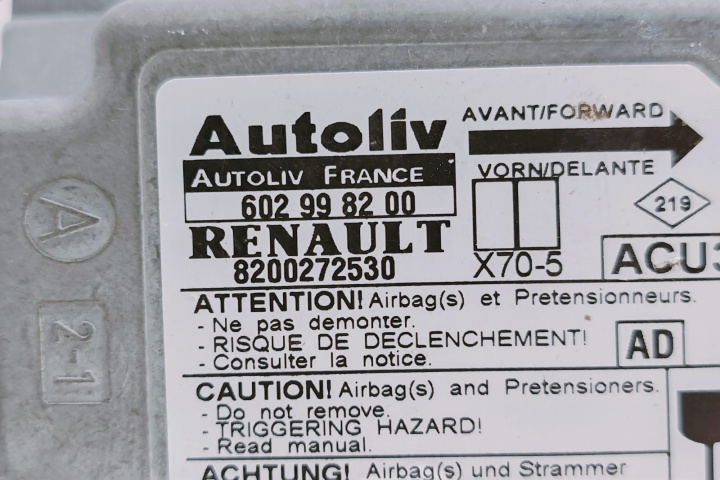 Autoliv
AUTOLIV FRANCE
602 99 82 00
RENAULT
8200272530
AVANT/FORWARD
VORN/DELANTE
219
X70-5
ACU3
ATTENTION! Airbag(s) et Pretensionneurs.
- Ne pas demonter.
- RISQUE DE DECLENCHEMENT!
- Consulter la notice.
AD
CAUTION! Airbag(s) and Pretensioners.
- Do not remove.
- TRIGGERING HAZARD!
- Read manual.
ACHTUNG! Airbag(s) und Strammer
A
2-1